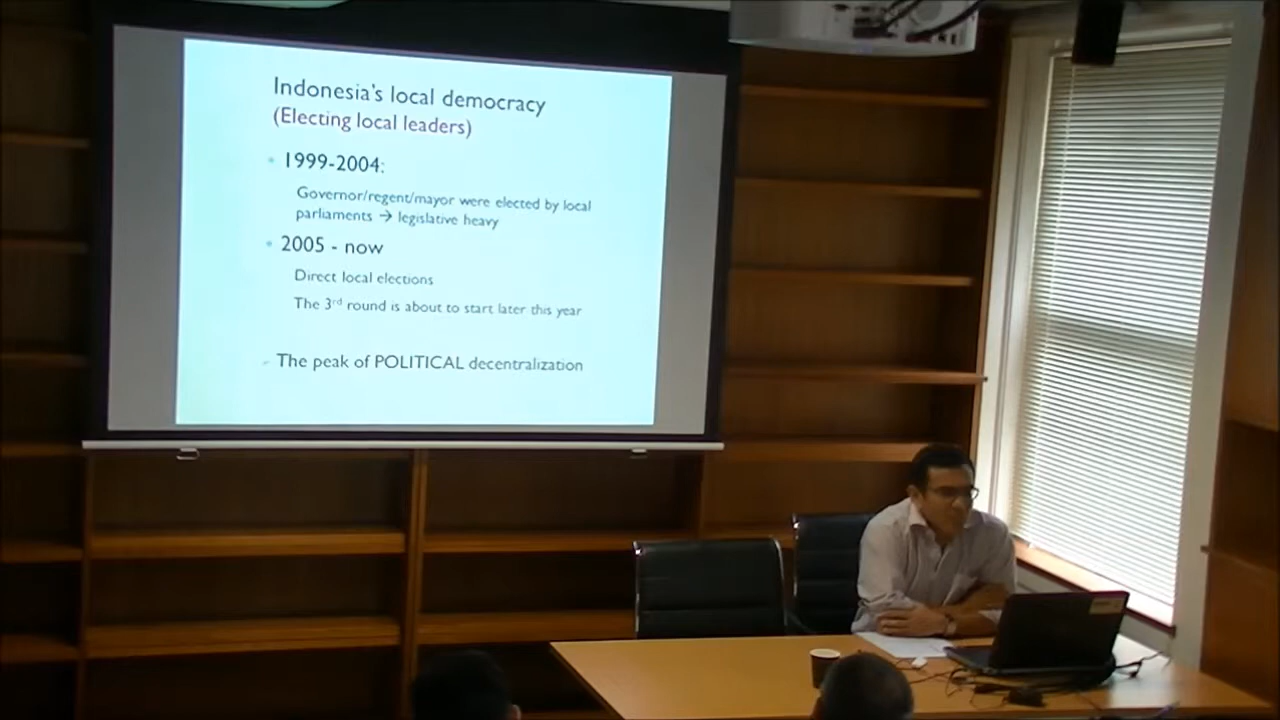 Indonesia's local democracy
(Electing local leaders)
• 1999-2004:
Governor/regent/mayor were elected by local
parliaments → legislative heavy
• 2005 - now
Direct local elections
The 3rd round is about to start later this year
- The peak of POLITICAL decentralization